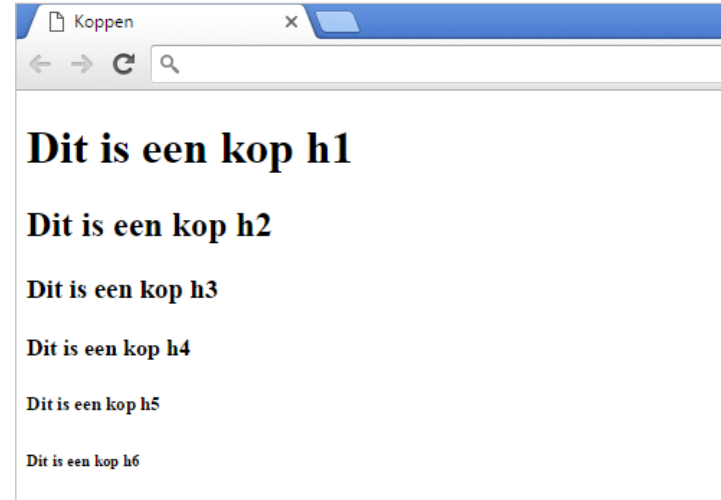 Koppen
Dit is een kop h1
Dit is een kop h2
Dit is een kop h3
Dit is een kop h4
Dit is een kop h5
Dit is een kop h6